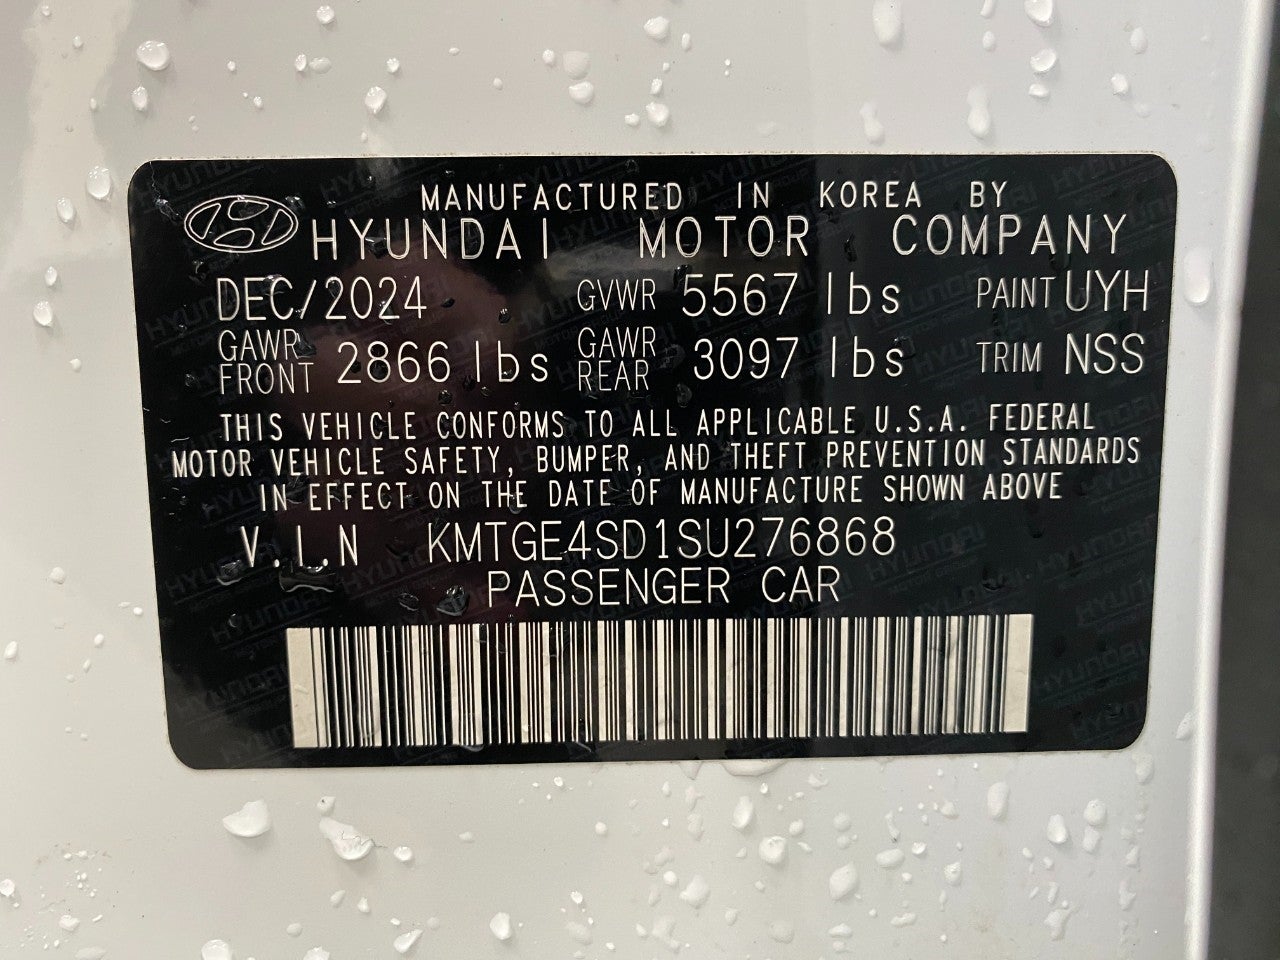 MANUFACTURED IN KOREA BY
HYUNDAI MOTOR COMPANY
DEC/2024 GVWR 5567 lbs PAINT UYH
GAWR FRONT 2866 lbs GAWR REAR 3097 lbs TRIM NSS
THIS VEHICLE CONFORMS TO ALL APPLICABLE U.S.A. FEDERAL
MOTOR VEHICLE SAFETY, BUMPER, AND THEFT PREVENTION STANDARDS
IN EFFECT ON THE DATE OF MANUFACTURE SHOWN ABOVE
V.I.N KMTGE4SD1SU276868
PASSENGER CAR